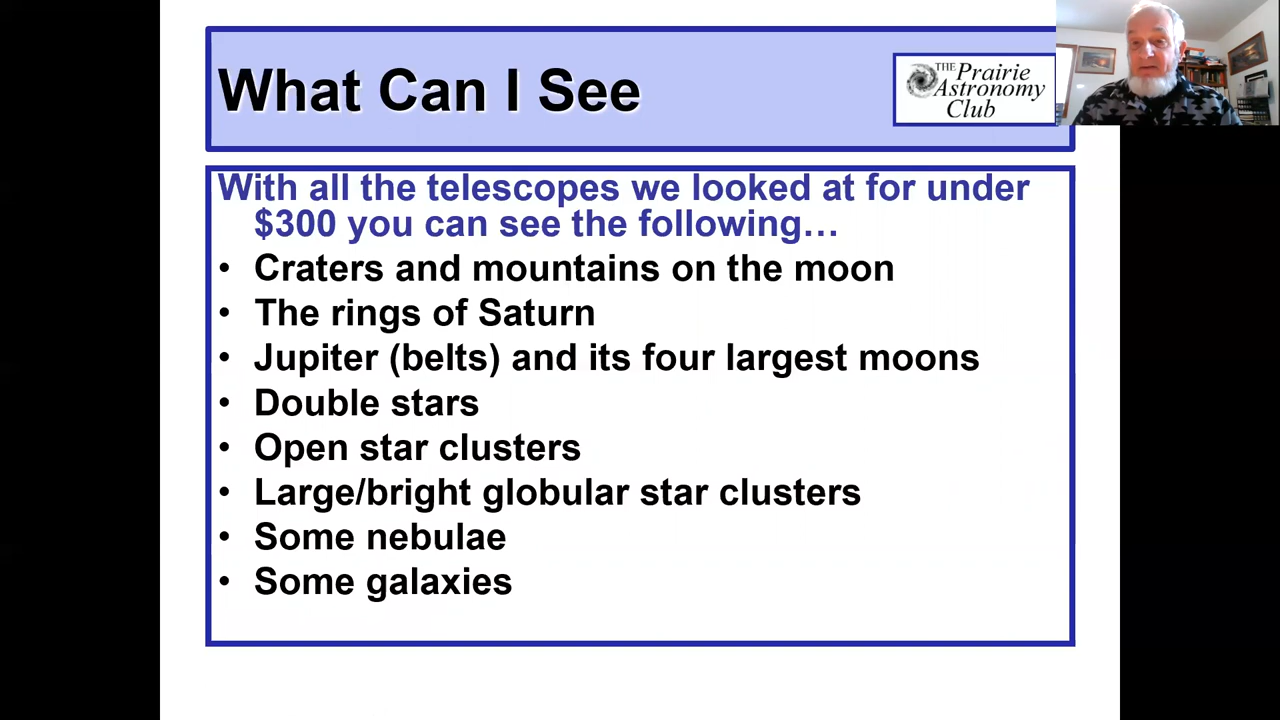 What Can I See
THE Prairie
Astronomy
Club
With all the telescopes we looked at for under
$300 you can see the following…
• Craters and mountains on the moon
• The rings of Saturn
• Jupiter (belts) and its four largest moons
• Double stars
• Open star clusters
• Large/bright globular star clusters
• Some nebulae
• Some galaxies